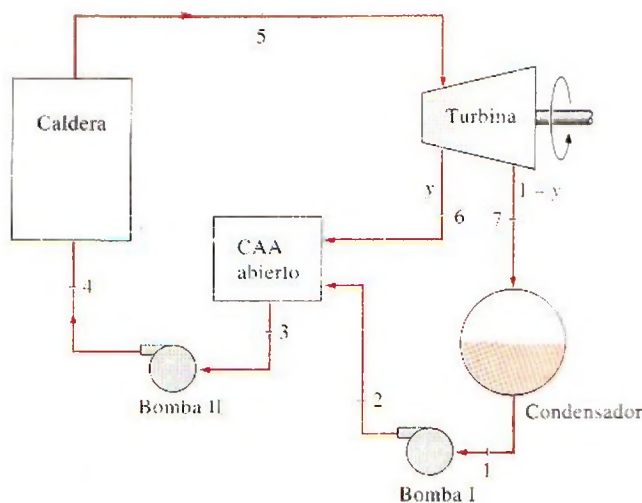 5
Caldera
Turbina
y
1 – y
6
7
CAA
abierto
4
3
2
Bomba II
Condensador
1
Bomba I